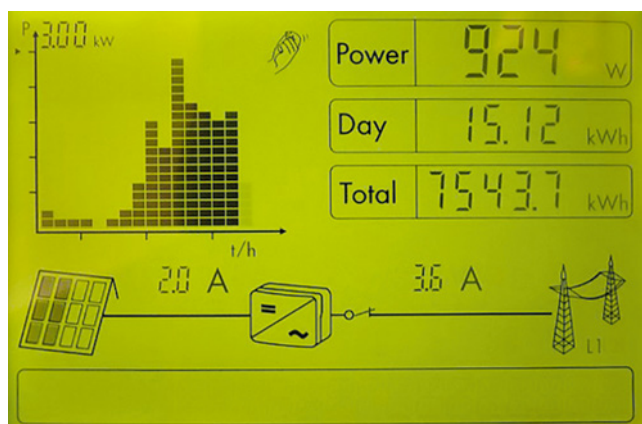 P
3.00 kW
Power 924 W
Day 15.12 kWh
Total 7543.7 kWh
t/h
2.0 A
3.6 A
L1